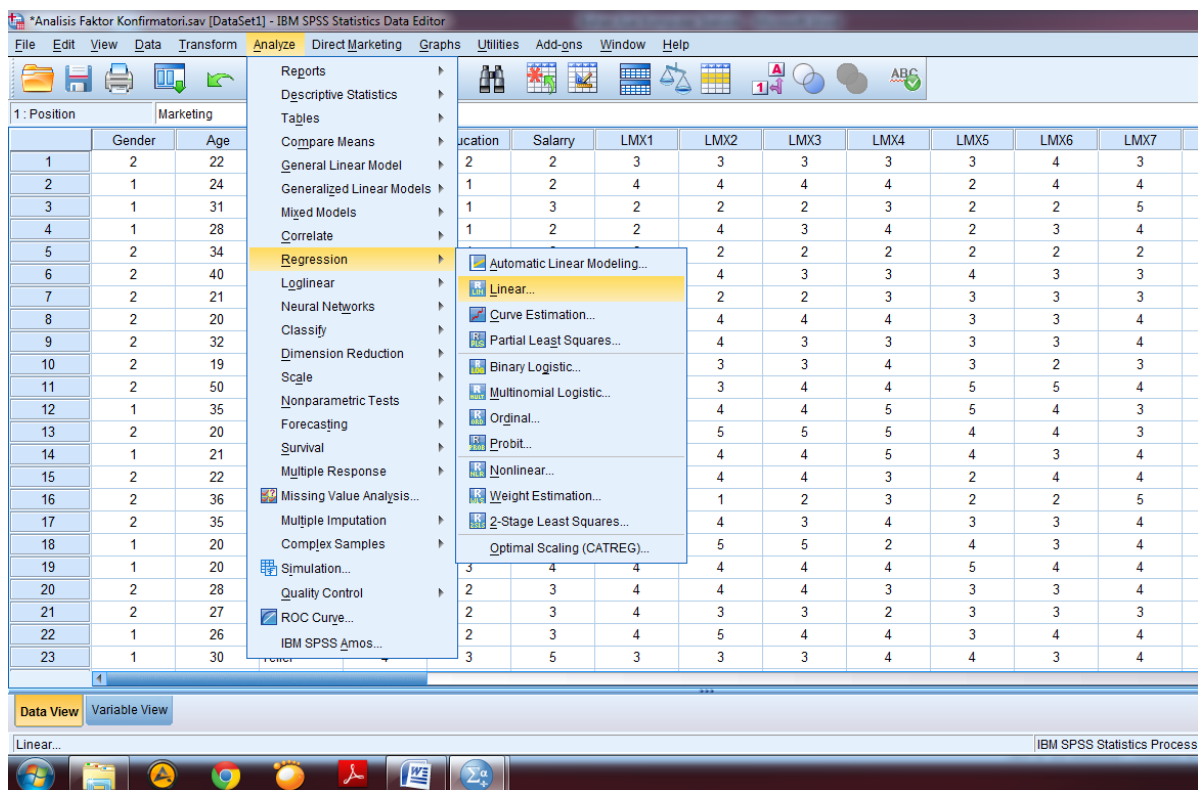 *Analisis Faktor Konfirmatori.sav [DataSet1] - IBM SPSS Statistics Data Editor
File Edit View Data Transform Analyze Direct Marketing Graphs Utilities Add-ons Window Help
1 : Position Marketing
Gender Age ucation Salarry LMX1 LMX2 LMX3 LMX4 LMX5 LMX6 LMX7
1 2 22 2 2 3 3 3 3 3 4 3
2 1 24 1 2 4 4 4 4 2 4 4
3 1 31 1 3 2 2 2 3 2 2 5
4 1 28 1 2 2 4 3 4 2 3 4
5 2 34 2 2 2 2 2 2
6 2 40 4 3 3 4 3 3
7 2 21 2 2 3 3 3 3
8 2 20 4 4 4 3 3 4
9 2 32 4 3 3 3 3 4
10 2 19 3 3 4 3 2 3
11 2 50 3 4 4 5 5 4
12 1 35 4 4 5 5 4 3
13 2 20 5 5 5 4 4 3
14 1 21 4 4 5 4 3 4
15 2 22 4 4 3 2 4 4
16 2 36 1 2 3 2 2 5
17 2 35 4 3 4 3 3 4
18 1 20 5 5 2 4 3 4
19 1 20 3 4 4 4 4 4 5 4 4
20 2 28 2 3 4 4 4 3 3 3 4
21 2 27 2 3 4 3 3 2 3 3 3
22 1 26 2 3 4 5 4 4 3 4 4
23 1 30 Teller 4 3 5 3 3 3 4 4 3 4
Reports
Descriptive Statistics
Tables
Compare Means
General Linear Model
Generalized Linear Models
Mixed Models
Correlate
Regression
Loglinear
Neural Networks
Classify
Dimension Reduction
Scale
Nonparametric Tests
Forecasting
Survival
Multiple Response
Missing Value Analysis...
Multiple Imputation
Complex Samples
Simulation...
Quality Control
ROC Curve...
IBM SPSS Amos...
Automatic Linear Modeling...
Linear...
Curve Estimation...
Partial Least Squares...
Binary Logistic...
Multinomial Logistic...
Ordinal...
Probit...
Nonlinear...
Weight Estimation...
2-Stage Least Squares...
Optimal Scaling (CATREG)...
Data View Variable View
Linear... IBM SPSS Statistics Process